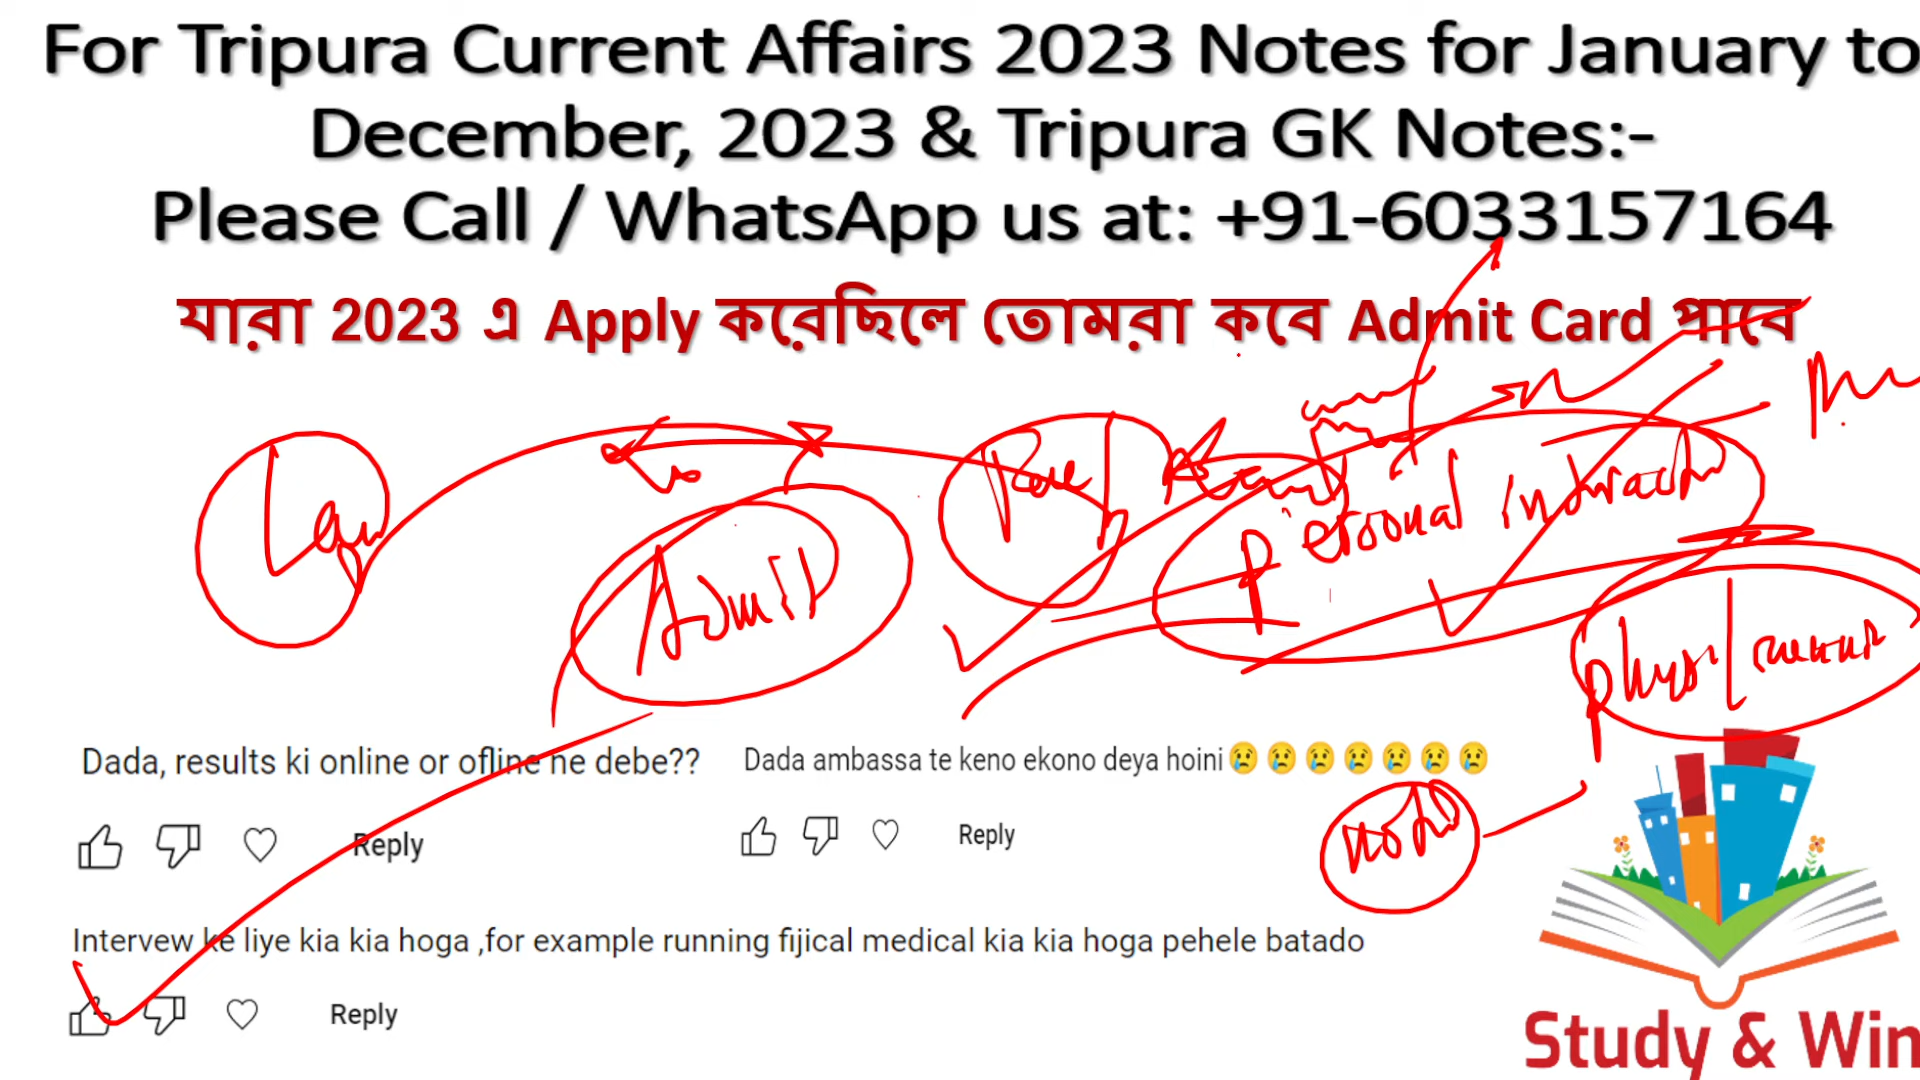 For Tripura Current Affairs 2023 Notes for January to
December, 2023 & Tripura GK Notes:-
Please Call / WhatsApp us at: +91-6033157164
যারা 2023 এ Apply করেছিলে তোমরা কবে Admit Card পাবে
Admit
Personal
Dada, results ki online or ofline ne debe??
Reply
Dada ambassa te keno ekono deya hoini😢😢😢😢😢😢😢
Reply
Intervew ke liye kia kia hoga ,for example running fijical medical kia kia hoga pehele batado
Reply
Study & Win